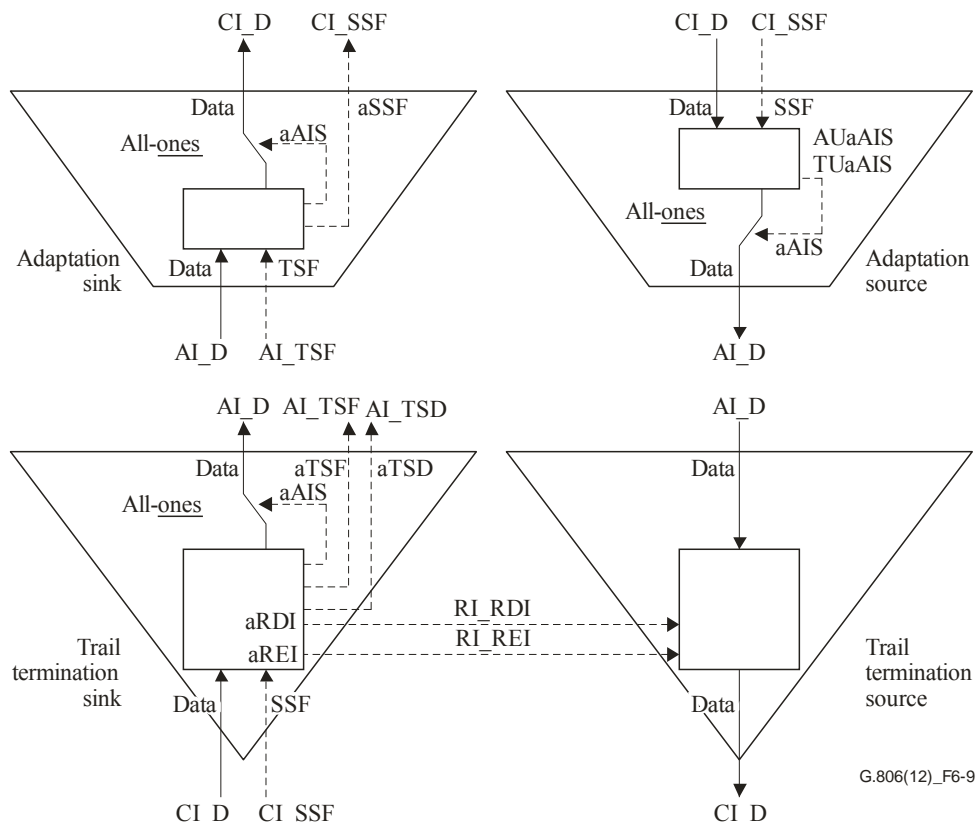 CI_D CI_SSF
Data aSSF
aAIS
All-ones
Adaptation
sink
Data TSF
AI_D AI_TSF
CI_D CI_SSF
Data SSF
AUaAIS
TUaAIS
All-ones
aAIS
Data
Adaptation
source
AI_D
AI_D AI_TSF AI_TSD
Data aTSF aTSD
aAIS
All-ones
aRDI
aREI
Trail
termination
sink
Data SSF
CI_D CI_SSF
RI_RDI
RI_REI
AI_D
Data
Data
Trail
termination
source
CI_D
G.806(12)_F6-9